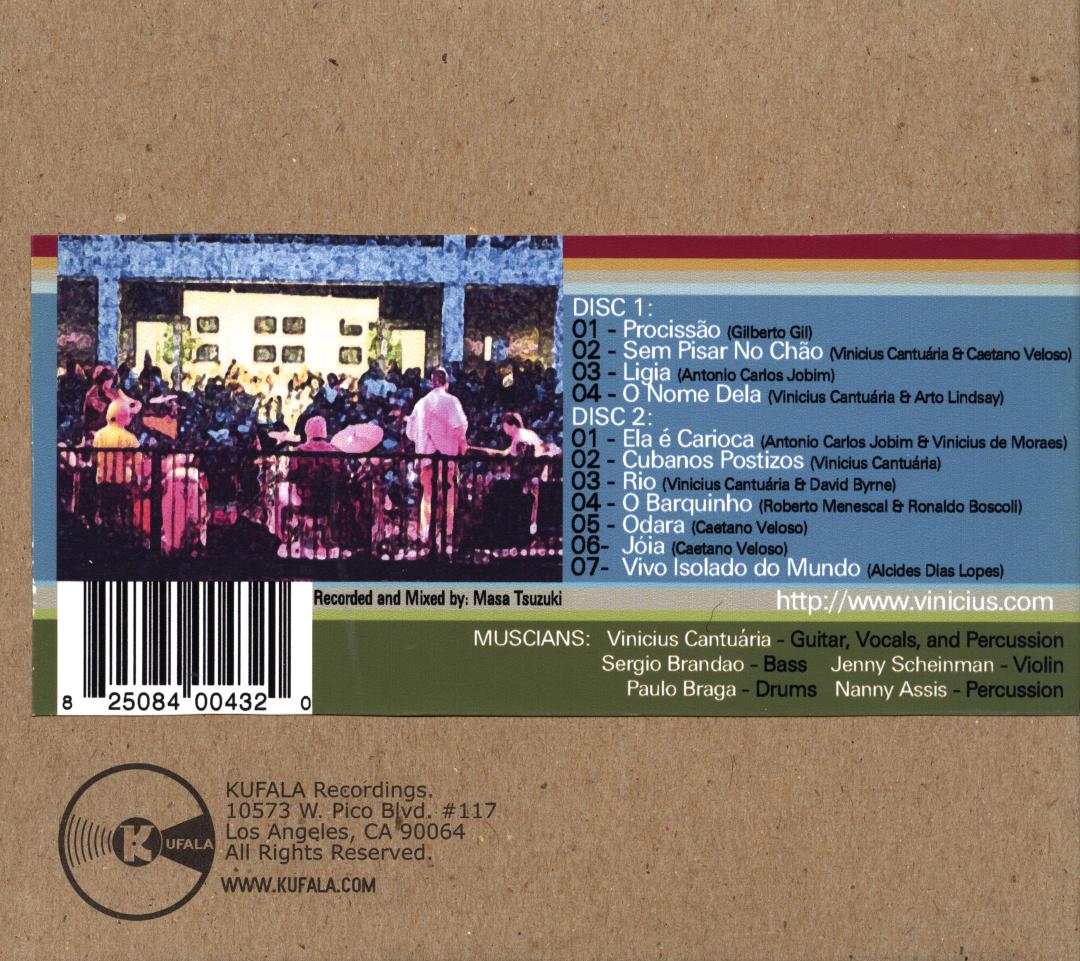 DISC 1:
01 - Procissão (Gilberto Gil)
02 - Sem Pisar No Chão (Vinicius Cantuária & Caetano Veloso)
03 - Ligia (Antonio Carlos Jobim)
04 - O Nome Dela (Vinicius Cantuária & Arto Lindsay)
DISC 2:
01 - Ela é Carioca (Antonio Carlos Jobim & Vinicius de Moraes)
02 - Cubanos Postizos (Vinicius Cantuária)
03 - Rio (Vinicius Cantuária & David Byrne)
04 - O Barquinho (Roberto Menescal & Ronaldo Boscoli)
05 - Odara (Caetano Veloso)
06- Jóia (Caetano Veloso)
07- Vivo Isolado do Mundo (Alcides Dias Lopes)
Recorded and Mixed by: Masa Tsuzuki
http://www.vinicius.com
MUSCIANS: Vinicius Cantuária - Guitar, Vocals, and Percussion
Sergio Brandao - Bass Jenny Scheinman - Violin
Paulo Braga - Drums Nanny Assis - Percussion
8 25084 00432 0
KUFALA
KUFALA Recordings.
10573 W. Pico Blvd. #117
Los Angeles, CA 90064
All Rights Reserved.
WWW.KUFALA.COM